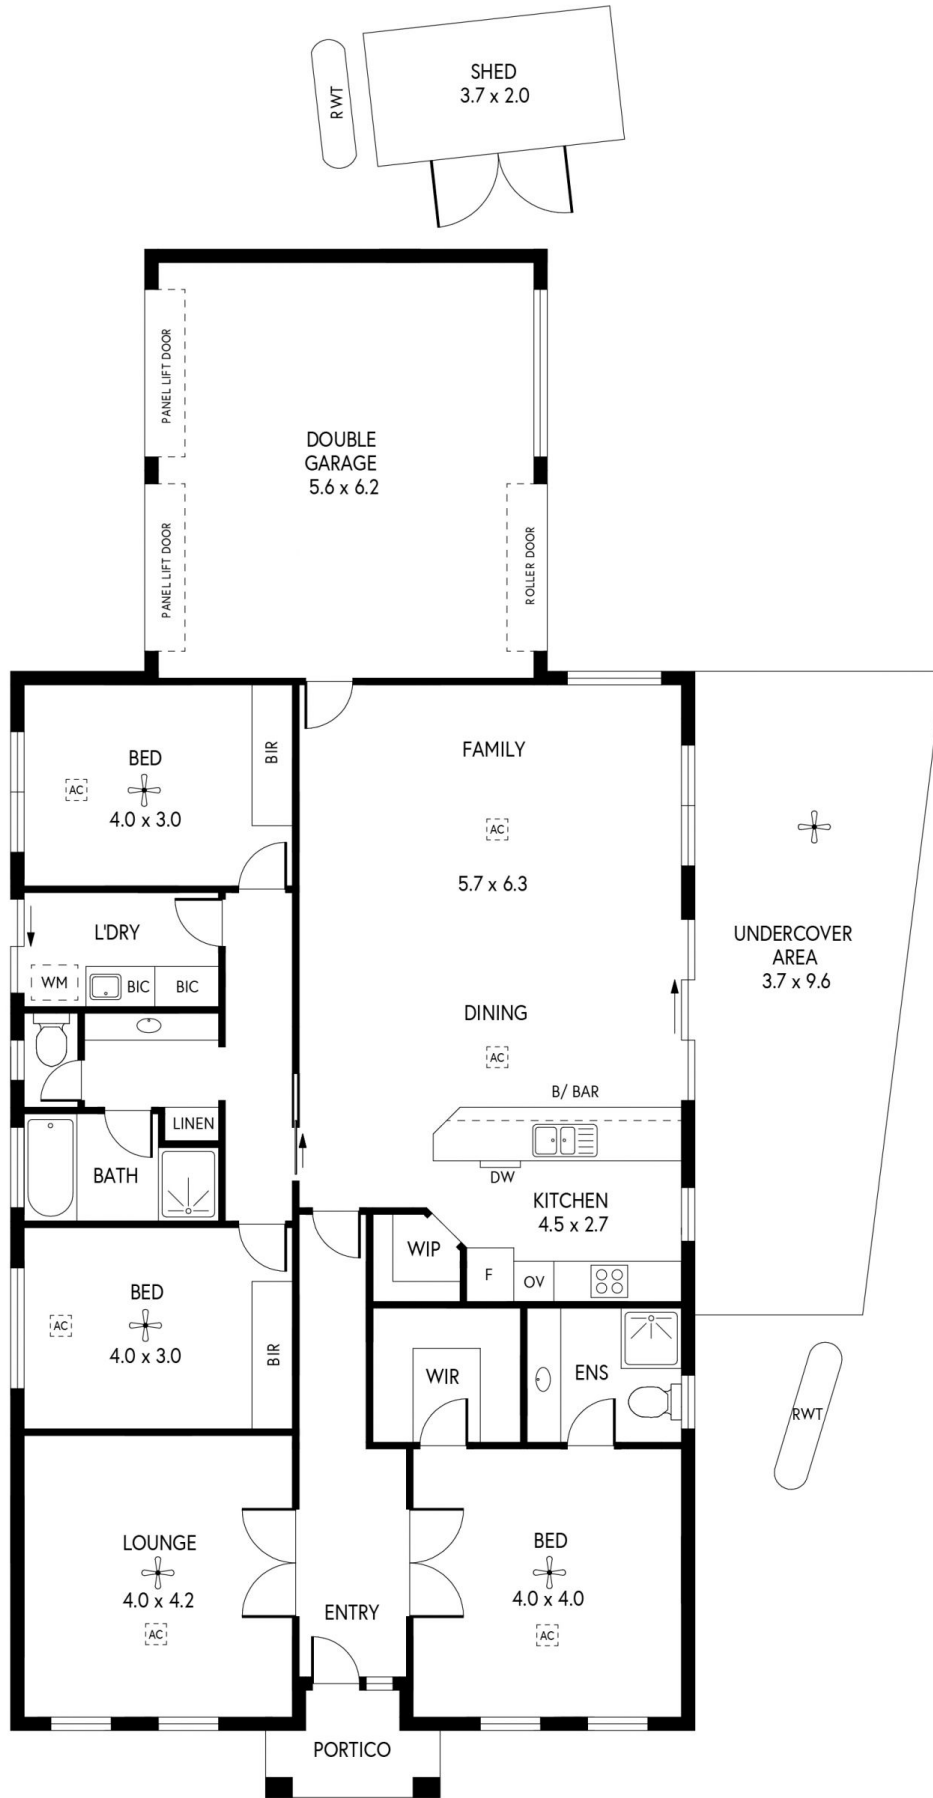 SHED
3.7 x 2.0
RWT
PANEL LIFT DOOR
DOUBLE
GARAGE
5.6 x 6.2
PANEL LIFT DOOR
ROLLER DOOR
BED
AC
4.0 x 3.0
BIR
FAMILY
AC
5.7 x 6.3
L'DRY
WM
BIC
BIC
UNDERCOVER
AREA
3.7 x 9.6
DINING
AC
B/ BAR
LINEN
BATH
DW
KITCHEN
4.5 x 2.7
WIP
F
OV
BED
AC
4.0 x 3.0
BIR
WIR
ENS
RWT
LOUNGE
4.0 x 4.2
AC
BED
4.0 x 4.0
AC
ENTRY
PORTICO